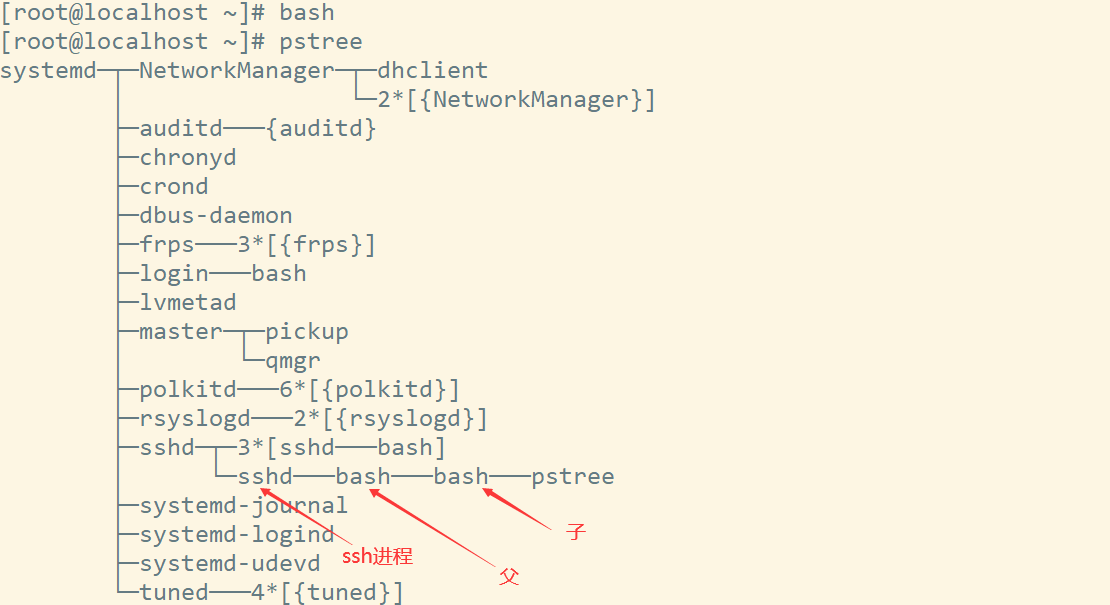 [root@localhost ~]# bash
[root@localhost ~]# pstree
systemd─┬─NetworkManager─┬─dhclient
        │                └─2*[{NetworkManager}]
        ├─auditd───{auditd}
        ├─chronyd
        ├─crond
        ├─dbus-daemon
        ├─frps───3*[{frps}]
        ├─login───bash
        ├─lvmetad
        ├─master─┬─pickup
        │        └─qmgr
        ├─polkitd───6*[{polkitd}]
        ├─rsyslogd───2*[{rsyslogd}]
        ├─sshd─┬─3*[sshd───bash]
        │      └─sshd───bash───bash───pstree
        ├─systemd-journal
        ├─systemd-logind
        ├─systemd-udevd
        └─tuned───4*[{tuned}]
子
ssh进程
父